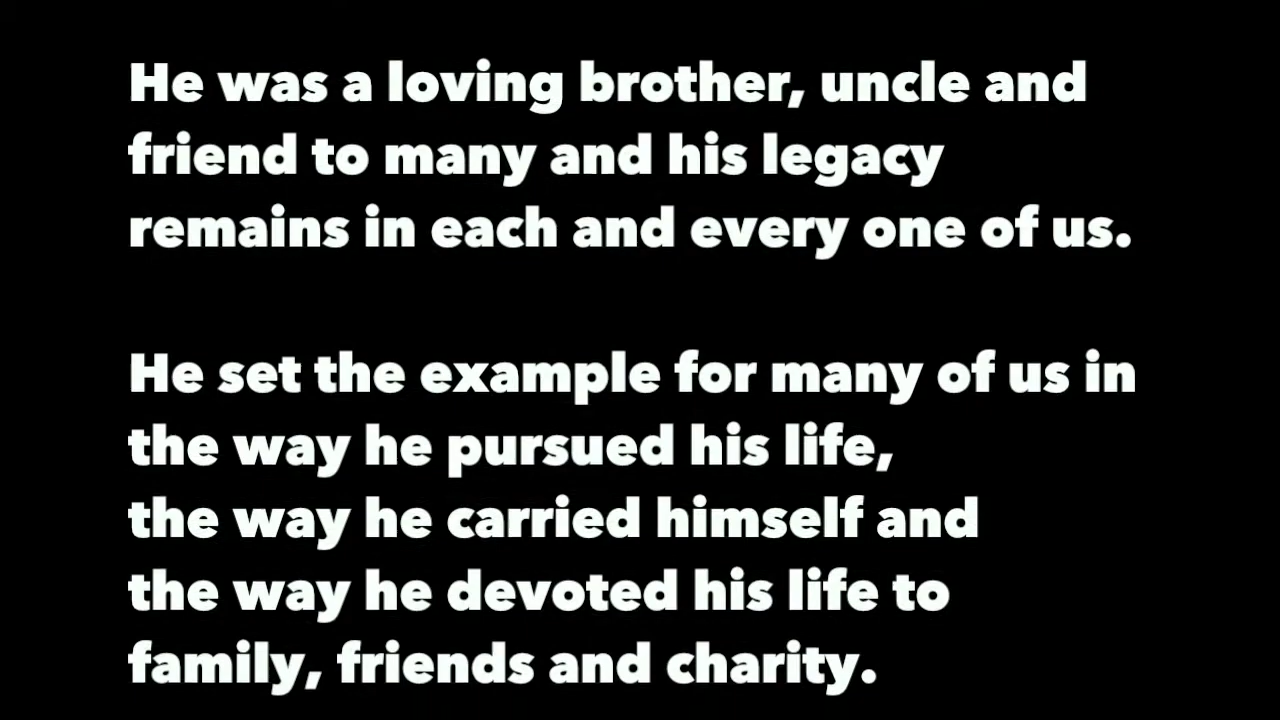 He was a loving brother, uncle and
friend to many and his legacy
remains in each and every one of us.
He set the example for many of us in
the way he pursued his life,
the way he carried himself and
the way he devoted his life to
family, friends and charity.